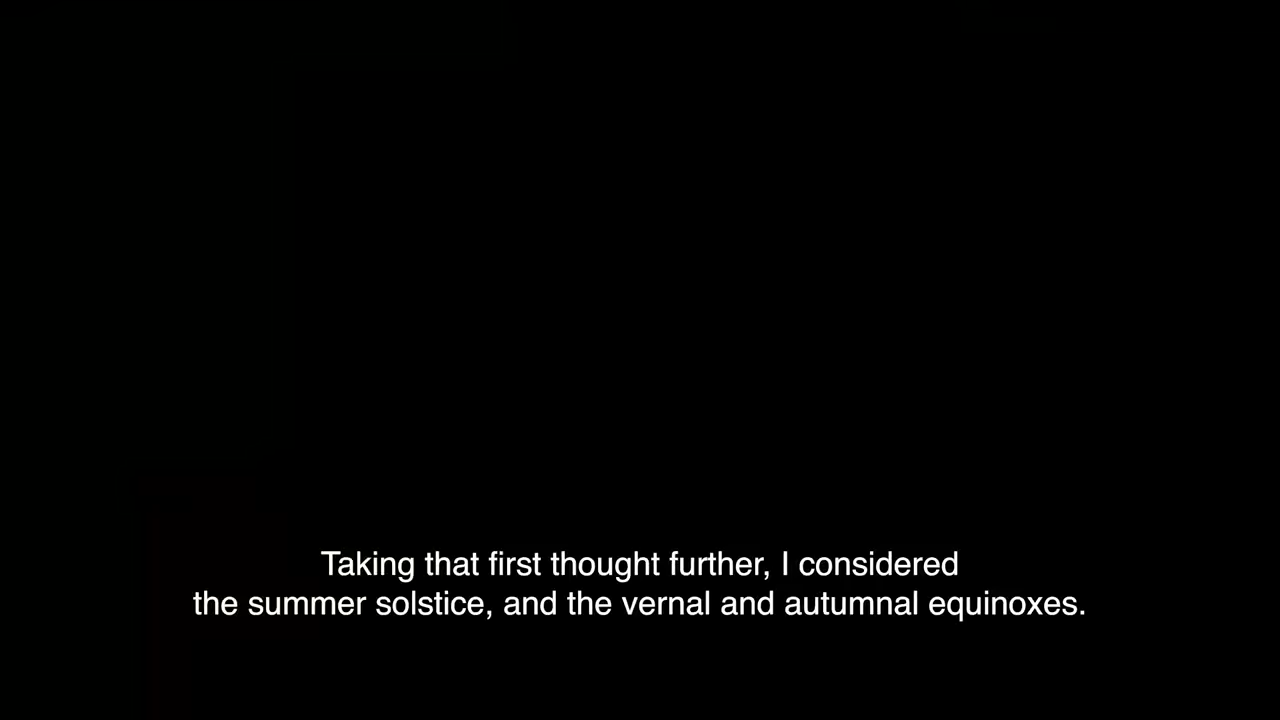 Taking that first thought further, I considered
the summer solstice, and the vernal and autumnal equinoxes.